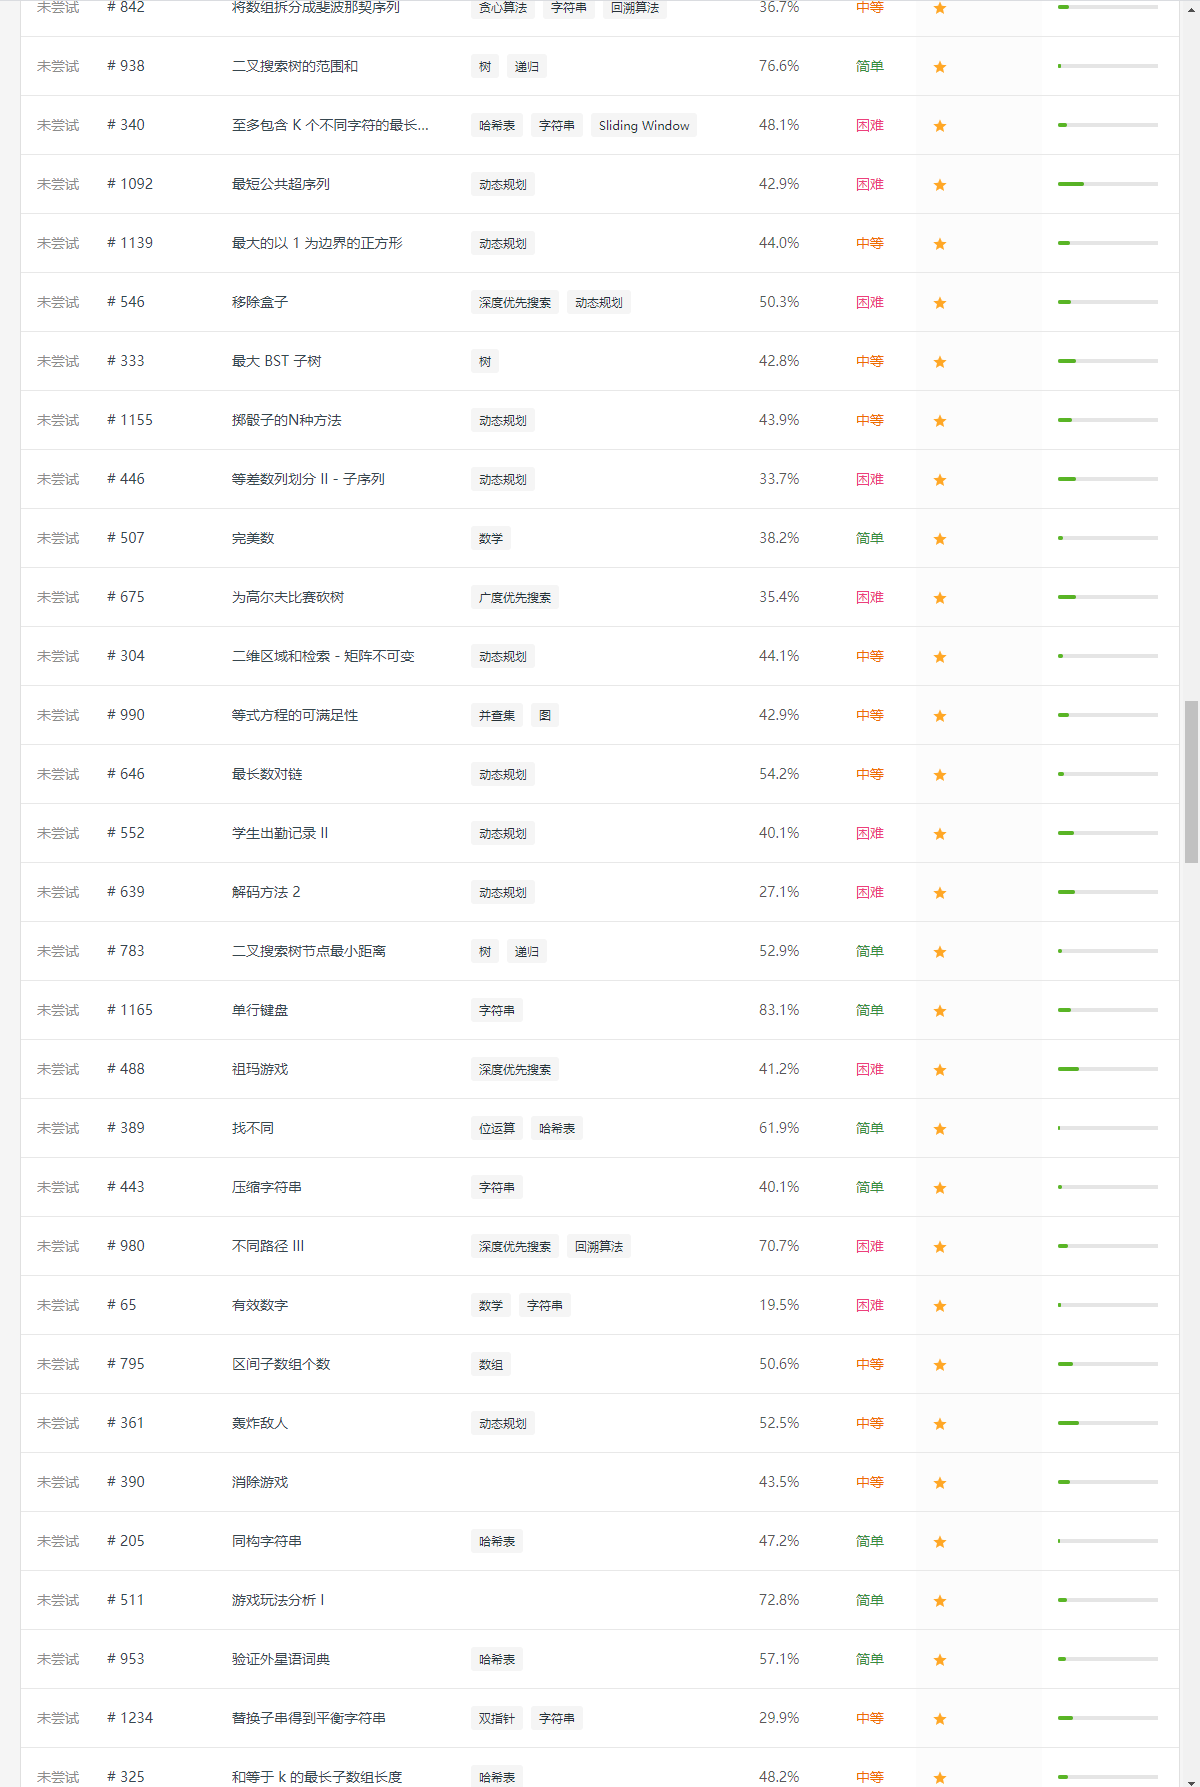 未尝试 # 842 将数组拆分成斐波那契序列 贪心算法 字符串 回溯算法 36.7% 中等
未尝试 # 938 二叉搜索树的范围和 树 递归 76.6% 简单
未尝试 # 340 至多包含 K 个不同字符的最长... 哈希表 字符串 Sliding Window 48.1% 困难
未尝试 # 1092 最短公共超序列 动态规划 42.9% 困难
未尝试 # 1139 最大的以 1 为边界的正方形 动态规划 44.0% 中等
未尝试 # 546 移除盒子 深度优先搜索 动态规划 50.3% 困难
未尝试 # 333 最大 BST 子树 树 42.8% 中等
未尝试 # 1155 掷骰子的N种方法 动态规划 43.9% 中等
未尝试 # 446 等差数列划分 II - 子序列 动态规划 33.7% 困难
未尝试 # 507 完美数 数学 38.2% 简单
未尝试 # 675 为高尔夫比赛砍树 广度优先搜索 35.4% 困难
未尝试 # 304 二维区域和检索 - 矩阵不可变 动态规划 44.1% 中等
未尝试 # 990 等式方程的可满足性 并查集 图 42.9% 中等
未尝试 # 646 最长数对链 动态规划 54.2% 中等
未尝试 # 552 学生出勤记录 II 动态规划 40.1% 困难
未尝试 # 639 解码方法 2 动态规划 27.1% 困难
未尝试 # 783 二叉搜索树节点最小距离 树 递归 52.9% 简单
未尝试 # 1165 单行键盘 字符串 83.1% 简单
未尝试 # 488 祖玛游戏 深度优先搜索 41.2% 困难
未尝试 # 389 找不同 位运算 哈希表 61.9% 简单
未尝试 # 443 压缩字符串 字符串 40.1% 简单
未尝试 # 980 不同路径 III 深度优先搜索 回溯算法 70.7% 困难
未尝试 # 65 有效数字 数学 字符串 19.5% 困难
未尝试 # 795 区间子数组个数 数组 50.6% 中等
未尝试 # 361 轰炸敌人 动态规划 52.5% 中等
未尝试 # 390 消除游戏 43.5% 中等
未尝试 # 205 同构字符串 哈希表 47.2% 简单
未尝试 # 511 游戏玩法分析 I 72.8% 简单
未尝试 # 953 验证外星语词典 哈希表 57.1% 简单
未尝试 # 1234 替换子串得到平衡字符串 双指针 字符串 29.9% 中等
未尝试 # 325 和等于 k 的最长子数组长度 哈希表 48.2% 中等